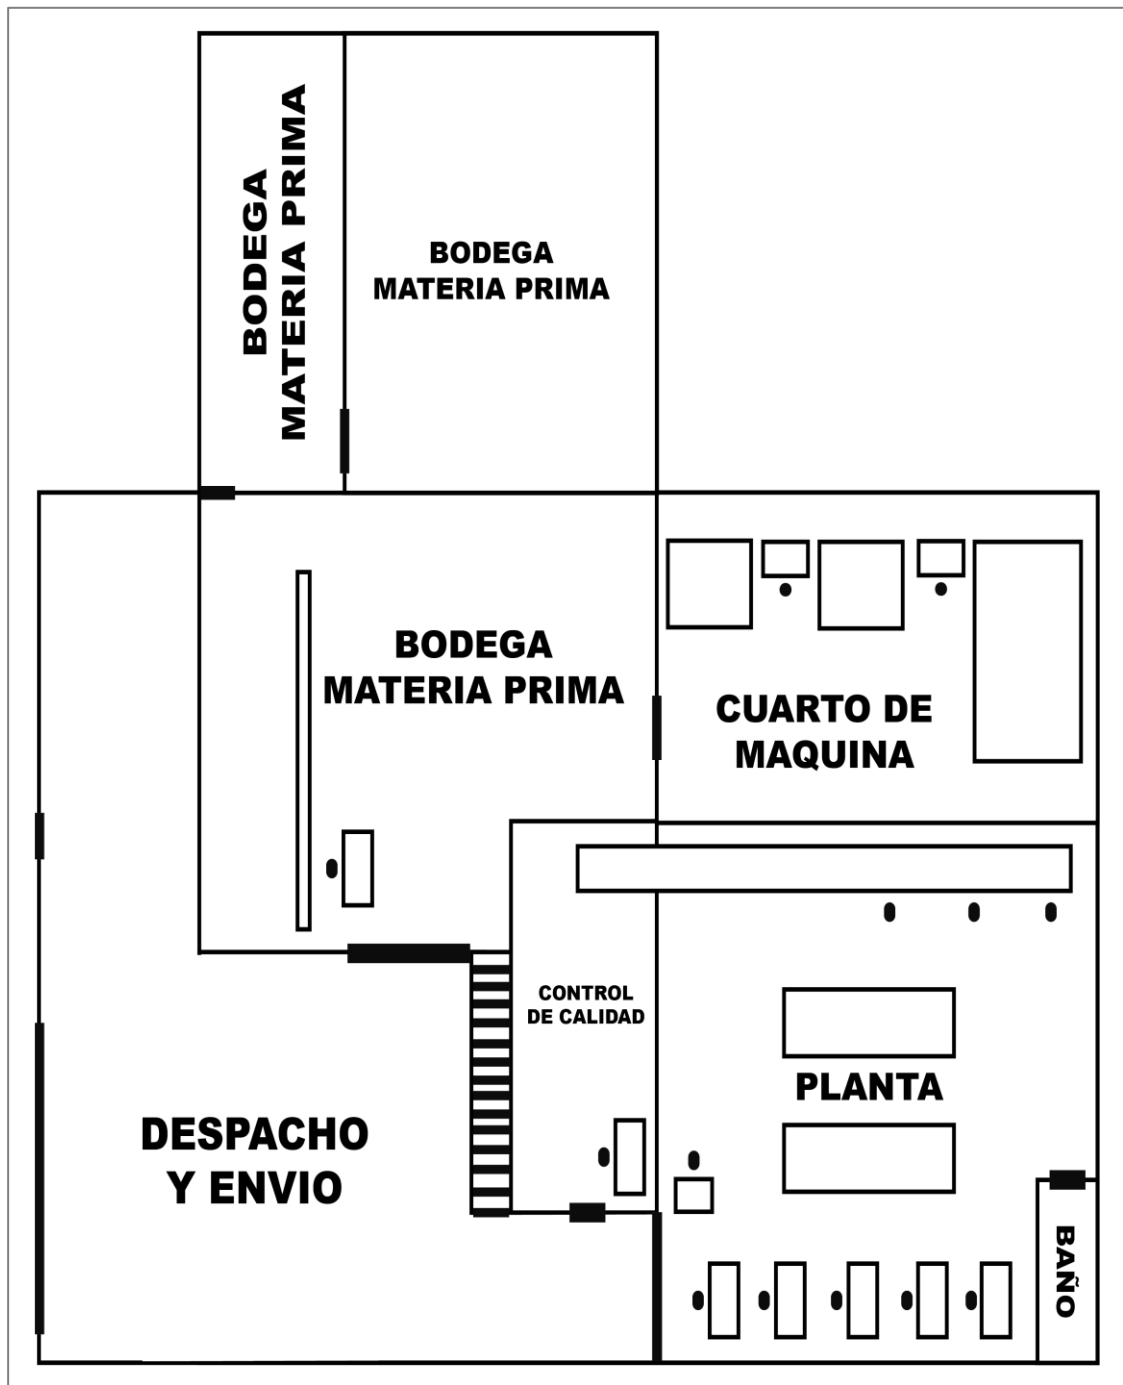 BODEGA
MATERIA PRIMA
BODEGA
MATERIA PRIMA
BODEGA
MATERIA PRIMA
CUARTO DE
MAQUINA
CONTROL
DE CALIDAD
PLANTA
DESPACHO
Y ENVIO
BAÑO